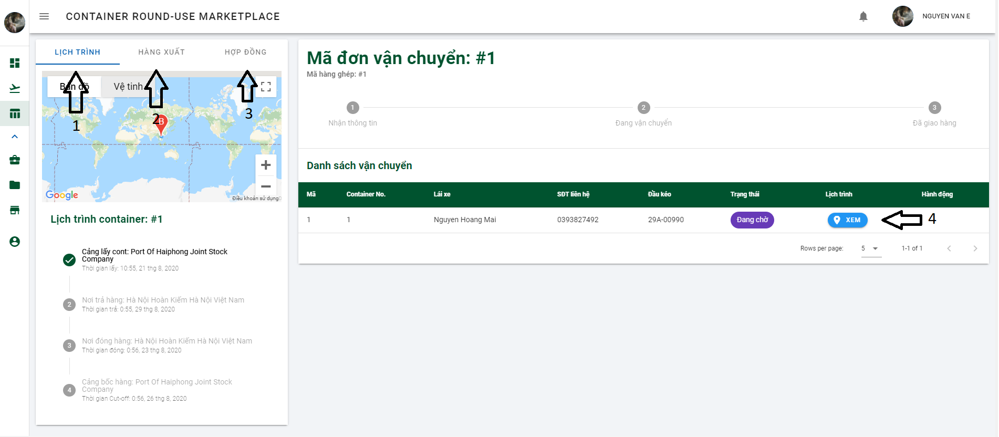 CONTAINER ROUND-USE MARKETPLACE
NGUYEN VAN E
LỊCH TRÌNH
HÀNG XUẤT
HỢP ĐỒNG
Bản đồ
Vệ tinh
1
2
3
B
Google
Điều khoản sử dụng
Lịch trình container: #1
Cảng lấy cont: Port Of Haiphong Joint Stock
Company
Thời gian lấy: 10:55, 21 thg 8, 2020
2
Nơi trả hàng: Hà Nội Hoàn Kiếm Hà Nội Việt Nam
Thời gian trả: 0:55, 29 thg 8, 2020
3
Nơi đóng hàng: Hà Nội Hoàn Kiếm Hà Nội Việt Nam
Thời gian đóng: 0:56, 23 thg 8, 2020
4
Cảng bốc hàng: Port Of Haiphong Joint Stock
Company
Thời gian Cut-off: 0:56, 26 thg 8, 2020
Mã đơn vận chuyển: #1
Mã hàng ghép: #1
1
2
3
Nhận thông tin
Đang vận chuyển
Đã giao hàng
Danh sách vận chuyển
Mã Container No. Lái xe SĐT liên hệ Đầu kéo Trạng thái Lịch trình Hành động
1 1 Nguyen Hoang Mai 0393827492 29A-00990 Đang chờ XEM 4
Rows per page: 5 1-1 of 1